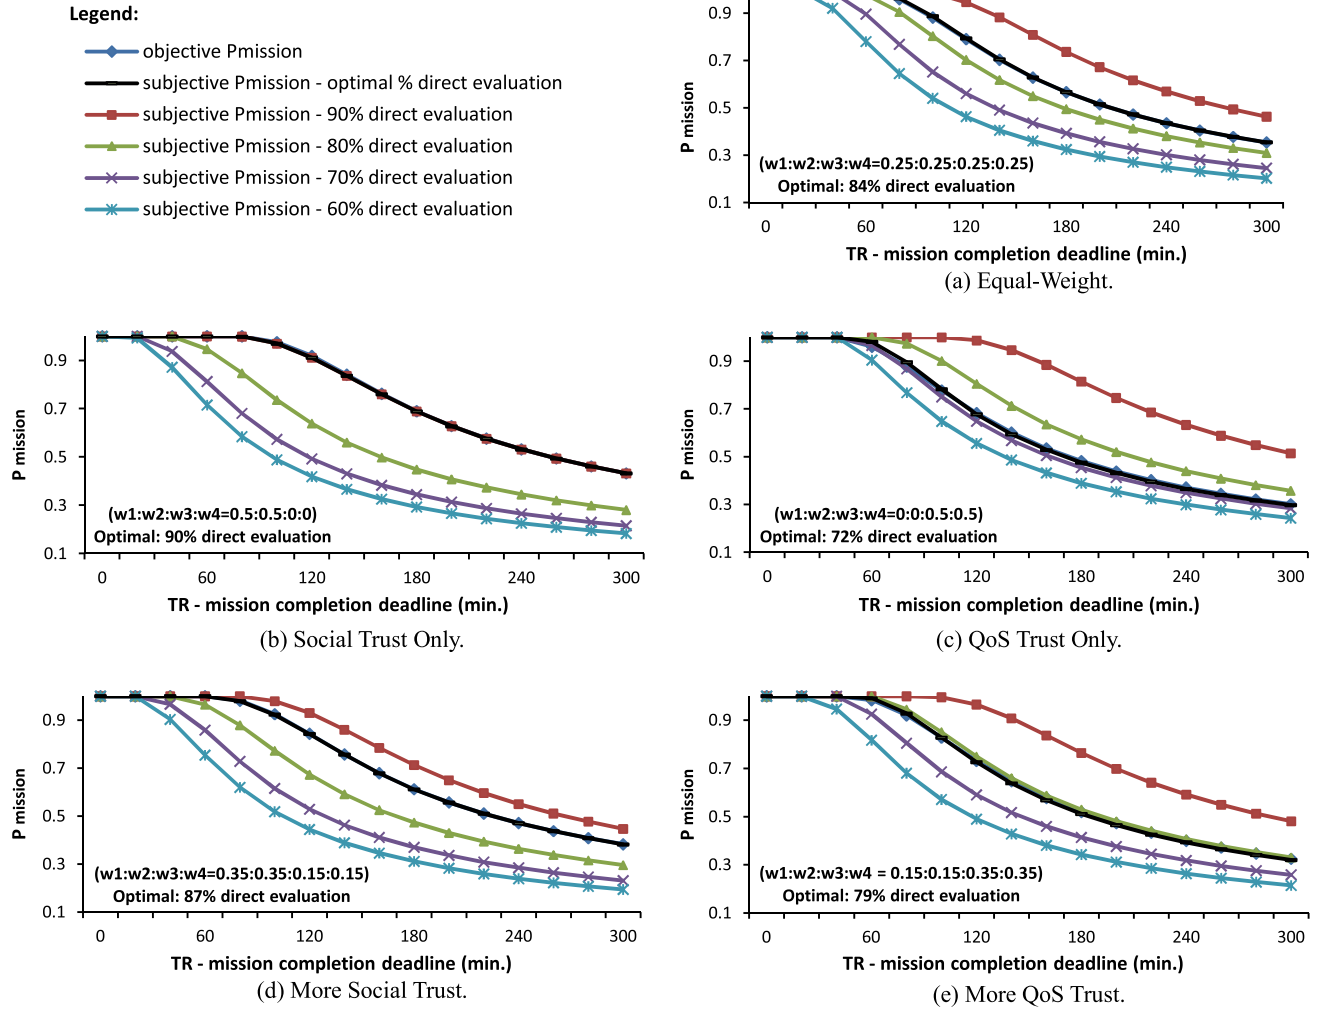 Legend:
objective Pmission
subjective Pmission - optimal % direct evaluation
subjective Pmission - 90% direct evaluation
subjective Pmission - 80% direct evaluation
subjective Pmission - 70% direct evaluation
subjective Pmission - 60% direct evaluation
0.9
0.7
0.5
0.3
0.1
P mission
(w1:w2:w3:w4=0.25:0.25:0.25:0.25)
Optimal: 84% direct evaluation
0 60 120 180 240 300
TR - mission completion deadline (min.)
(a) Equal-Weight.
0.9
0.7
0.5
0.3
0.1
P mission
(w1:w2:w3:w4=0.5:0.5:0:0)
Optimal: 90% direct evaluation
0 60 120 180 240 300
TR - mission completion deadline (min.)
(b) Social Trust Only.
0.9
0.7
0.5
0.3
0.1
P mission
(w1:w2:w3:w4=0:0:0.5:0.5)
Optimal: 72% direct evaluation
0 60 120 180 240 300
TR - mission completion deadline (min.)
(c) QoS Trust Only.
0.9
0.7
0.5
0.3
0.1
P mission
(w1:w2:w3:w4=0.35:0.35:0.15:0.15)
Optimal: 87% direct evaluation
0 60 120 180 240 300
TR - mission completion deadline (min.)
(d) More Social Trust.
0.9
0.7
0.5
0.3
0.1
P mission
(w1:w2:w3:w4 = 0.15:0.15:0.35:0.35)
Optimal: 79% direct evaluation
0 60 120 180 240 300
TR - mission completion deadline (min.)
(e) More QoS Trust.